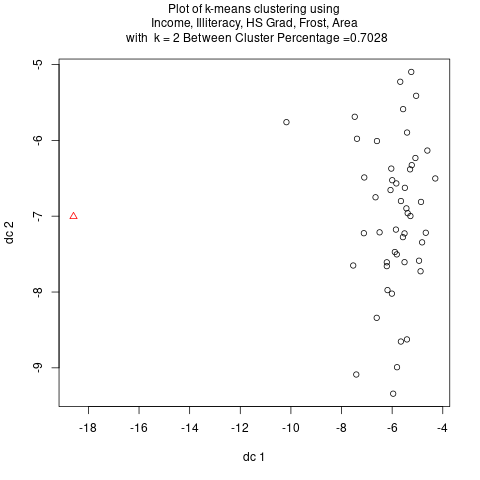 Plot of k-means clustering using
Income, Illiteracy, HS Grad, Frost, Area
with k = 2 Between Cluster Percentage =0.7028
-5
-6
-7
-8
-9
dc 2
-18 -16 -14 -12 -10 -8 -6 -4
dc 1